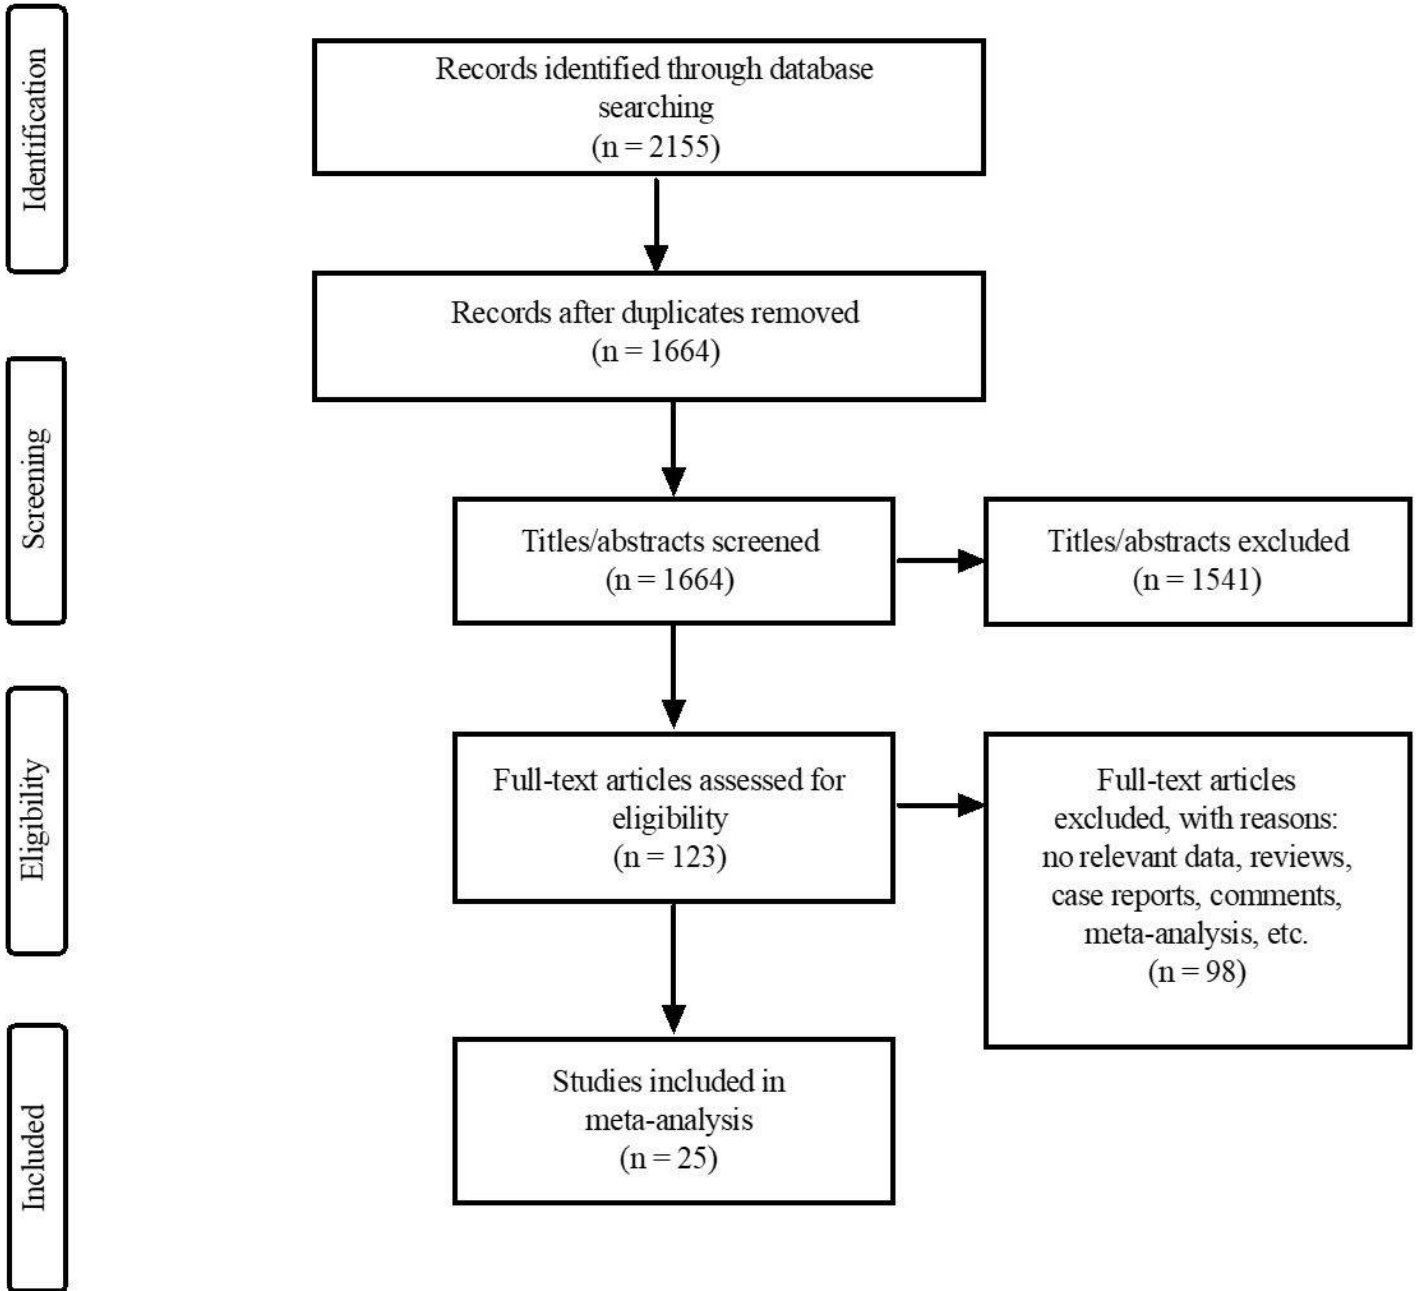 Identification
Records identified through database
searching
(n = 2155)
Records after duplicates removed
(n = 1664)
Screening
Titles/abstracts screened
(n = 1664)
Titles/abstracts excluded
(n = 1541)
Eligibility
Full-text articles assessed for
eligibility
(n = 123)
Full-text articles
excluded, with reasons:
no relevant data, reviews,
case reports, comments,
meta-analysis, etc.
(n = 98)
Included
Studies included in
meta-analysis
(n = 25)